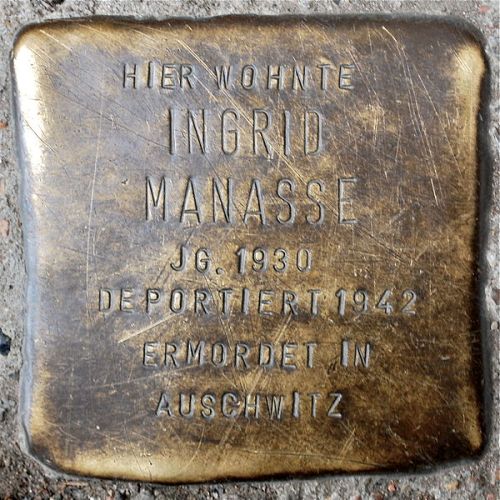 HIER WOHNTE
INGRID
MANASSE
JG. 1930
DEPORTIERT 1942
ERMORDET IN
AUSCHWITZ